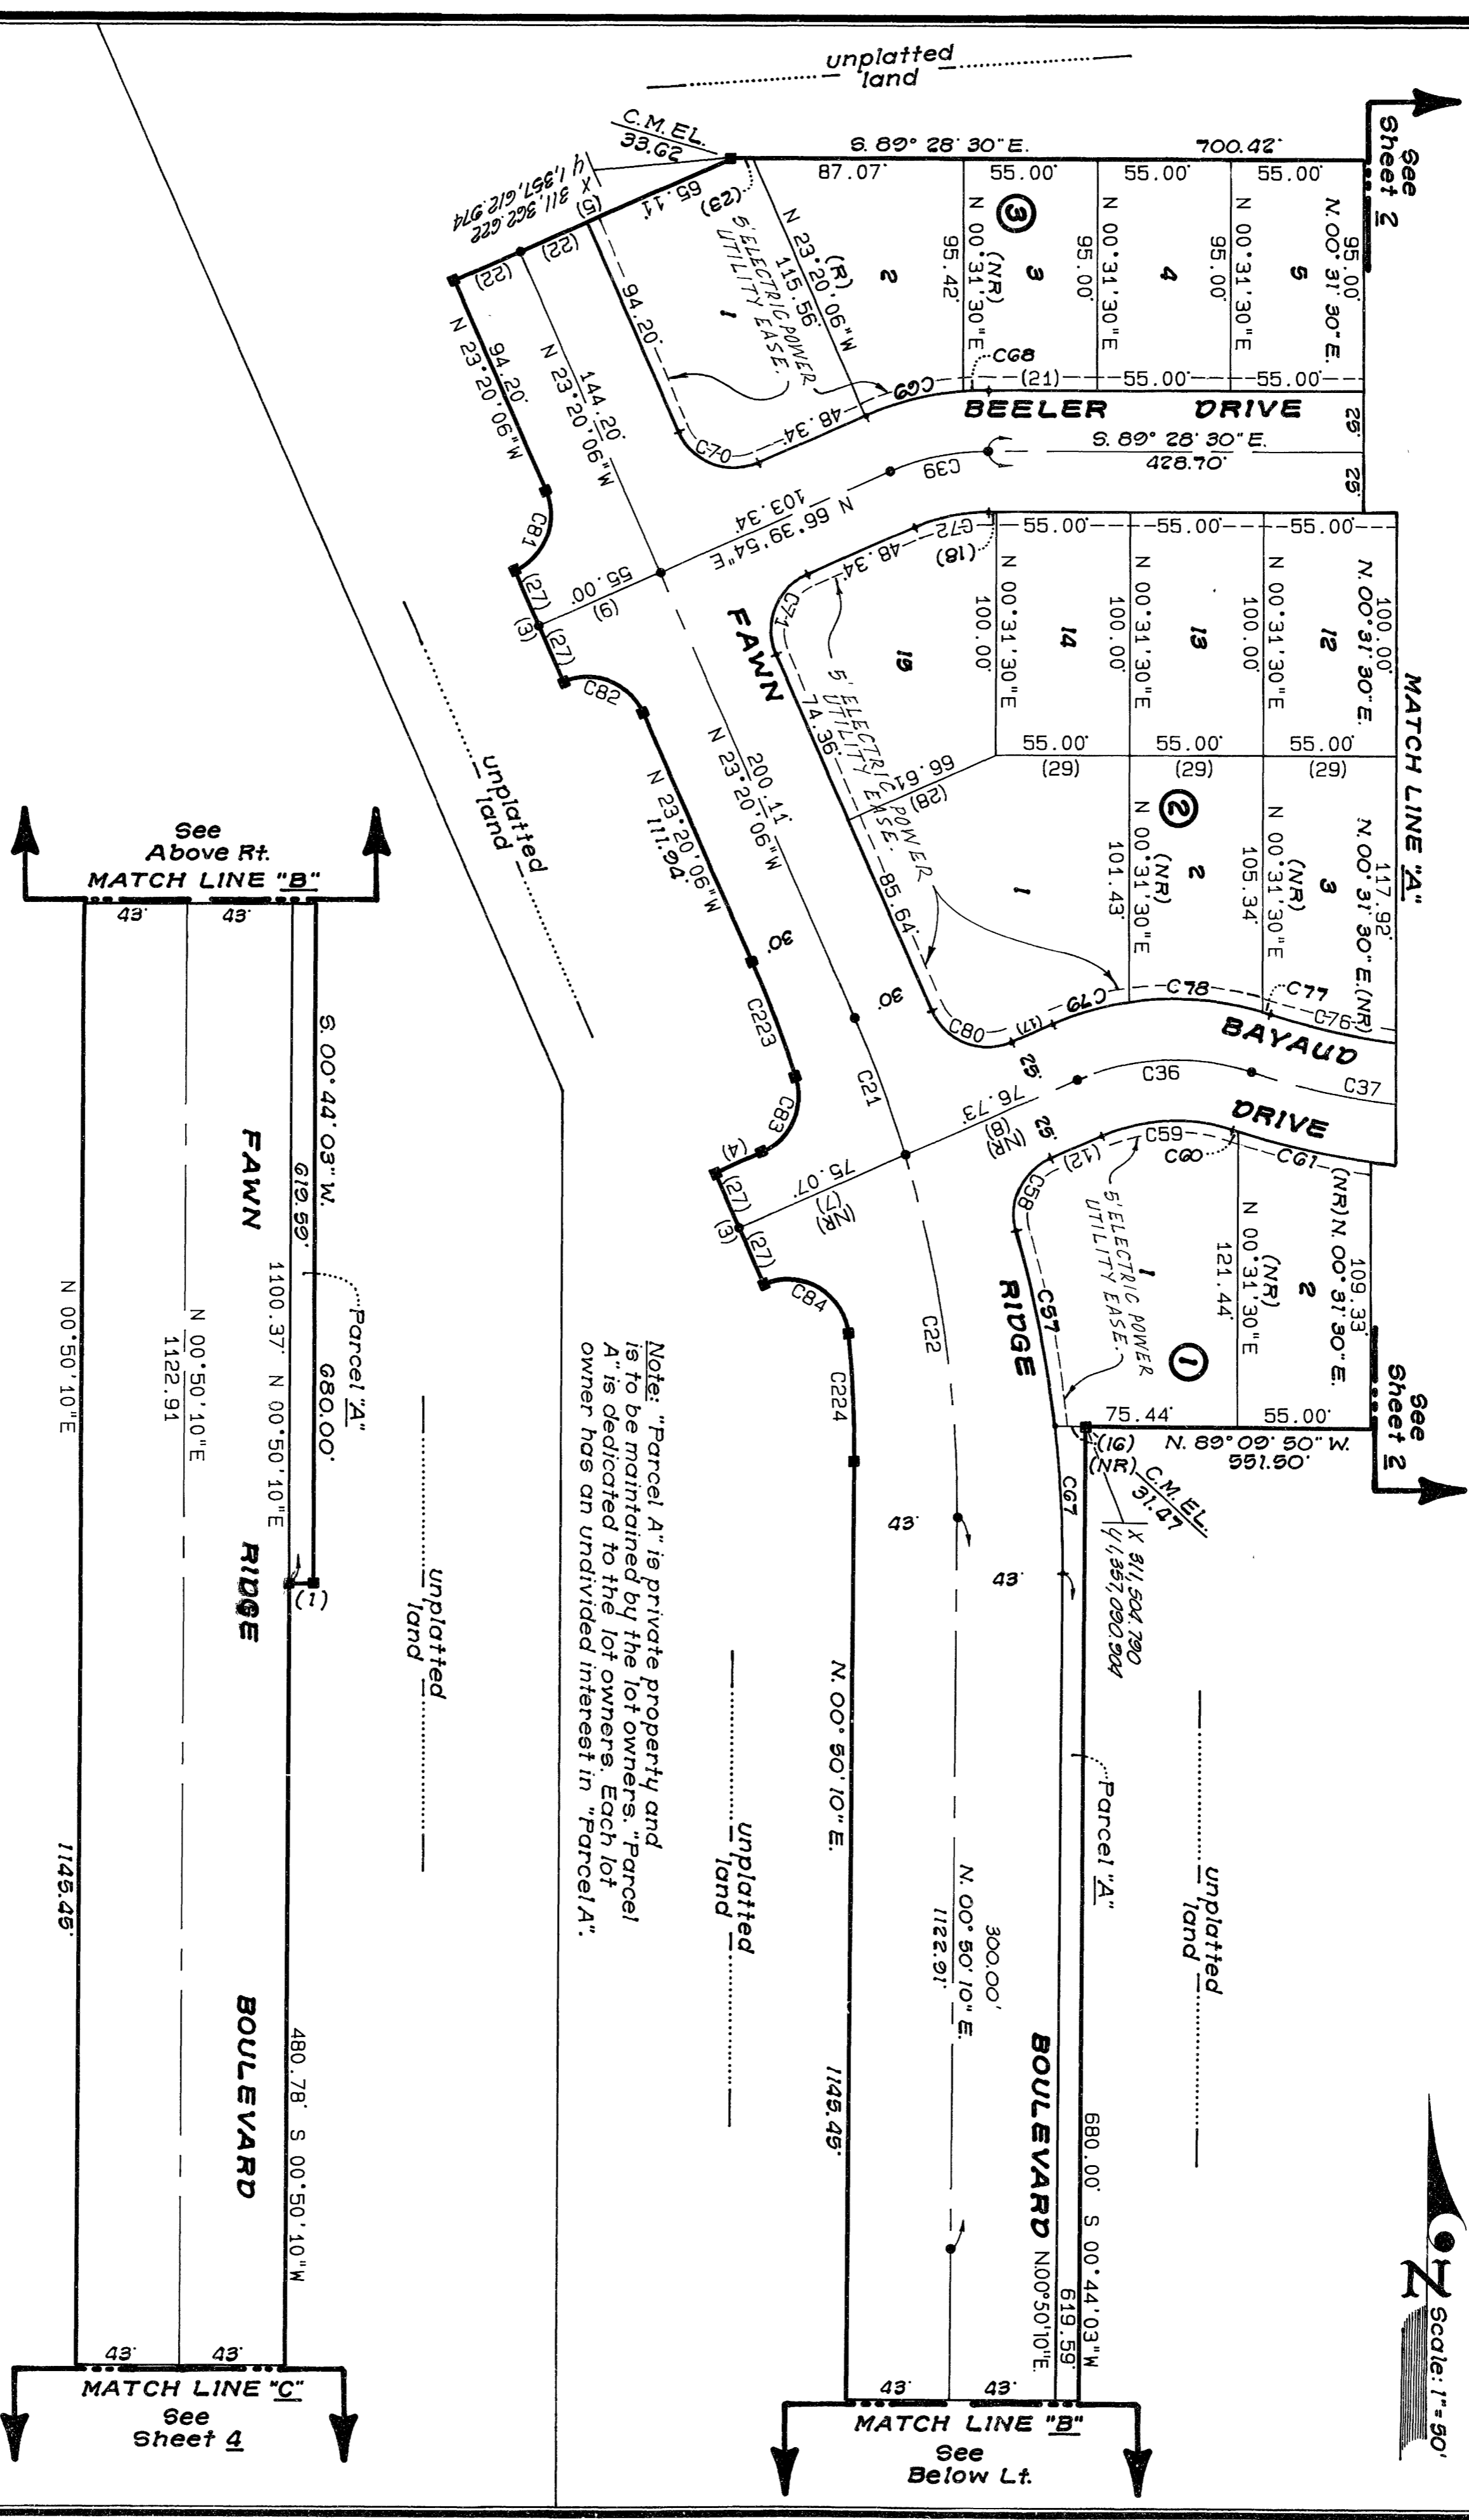 unplatted
land
See
Sheet 2
C.M. EL.
33.62
S. 89° 28' 30" E.
700.42'
87.07'
55.00'
55.00'
55.00'
X 311,362.622
Y 1,357,612.974
(5)
65.11'
(23)
(22)
(22)
5' ELECTRIC POWER
UTILITY EASE.
1
N 23°20'06"W
(R)
115.56'
2
N 00°31'30"E
(NR)
95.42'
3
3
N 00°31'30"E
95.00'
4
N 00°31'30"E
95.00'
5
N. 00° 31' 30" E.
95.00'
94.20'
N 23°20'06"W
94.20'
144.20'
N 23°20'06"W
C70
48.34'
C69
C68
(21)
55.00'
55.00'
BEELER DRIVE
25'
25'
S. 89° 28' 30" E.
428.70'
C39
N 66°39'54"E
103.34'
C81
(27)
(3)
(27)
55.00'
(9)
C82
48.34'
C72
(18)
C71
55.00'
55.00'
55.00'
15
N 00°31'30"E
100.00'
14
N 00°31'30"E
100.00'
13
N 00°31'30"E
100.00'
12
N. 00° 31' 30" E.
100.00'
MATCH LINE "A"
FAWN
5' ELECTRIC POWER
UTILITY EASE.
74.36'
66.61'
(28)
85.64'
200.11'
N 23°20'06"W
N 23°20'06"W
111.94'
55.00'
(29)
55.00'
(29)
55.00'
(29)
2
1
N 00°31'30"E
(NR)
101.43'
2
N 00°31'30"E
(NR)
105.34'
3
117.92'
N. 00° 31' 30" E. (NR)
30'
30'
C80
(17)
C79
C78
C77
C76
BAYAUD
DRIVE
C36
C37
25'
25'
76.73'
(8)
(NR)
C21
C223
C83
(4)
(27)
(3)
(27)
75.07'
(7)
(NR)
C84
C22
C224
C58
(12)
C59
C60
C61
C57
RIDGE
5' ELECTRIC POWER
UTILITY EASE.
1
1
N 00°31'30"E
(NR)
121.44'
2
(NR) N. 00° 31' 30" E.
109.33'
See
Sheet 2
75.44'
55.00'
(16)
(NR)
N. 89° 09' 50" W.
551.50'
C.M. EL.
31.47
X 311,504.790
Y 1,357,090.904
C67
43'
43'
unplatted
land
Parcel "A"
unplatted
land
N. 00° 50' 10" E.
1145.45'
300.00'
N. 00° 50' 10" E.
1122.91'
BOULEVARD
N.00°50'10"E.
619.59'
680.00' S 00°44'03"W
unplatted
land
43'
43'
MATCH LINE "B"
See
Below Lt.
Scale: 1" = 50'
N
Note: "Parcel A" is private property and
is to be maintained by the lot owners. "Parcel
A" is dedicated to the lot owners. Each lot
owner has an undivided interest in "Parcel A".
See
Above Rt.
MATCH LINE "B"
43'
43'
S. 00° 44' 03" W.
680.00'
619.59'
Parcel "A"
FAWN RIDGE BOULEVARD
1100.37' N 00°50'10"E
(1)
unplatted
land
N 00°50'10"E
1122.91
N 00°50'10"E
1145.45'
480.78' S 00°50'10"W
43'
43'
MATCH LINE "C"
See
Sheet 4